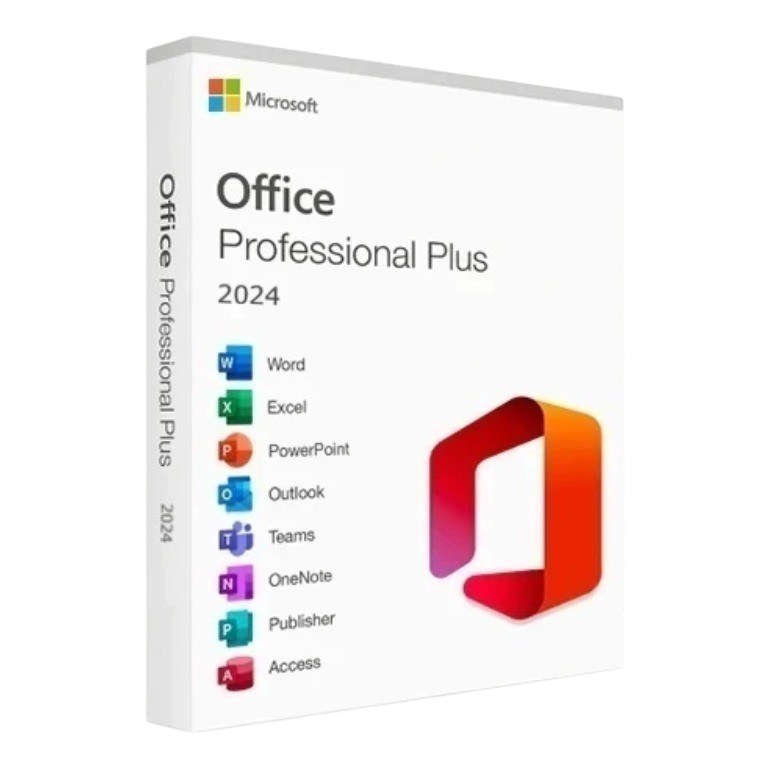 Microsoft
Office
Professional Plus
2024
W Word
X Excel
P PowerPoint
O Outlook
T Teams
N OneNote
P Publisher
A Access
Office Professional Plus 2024